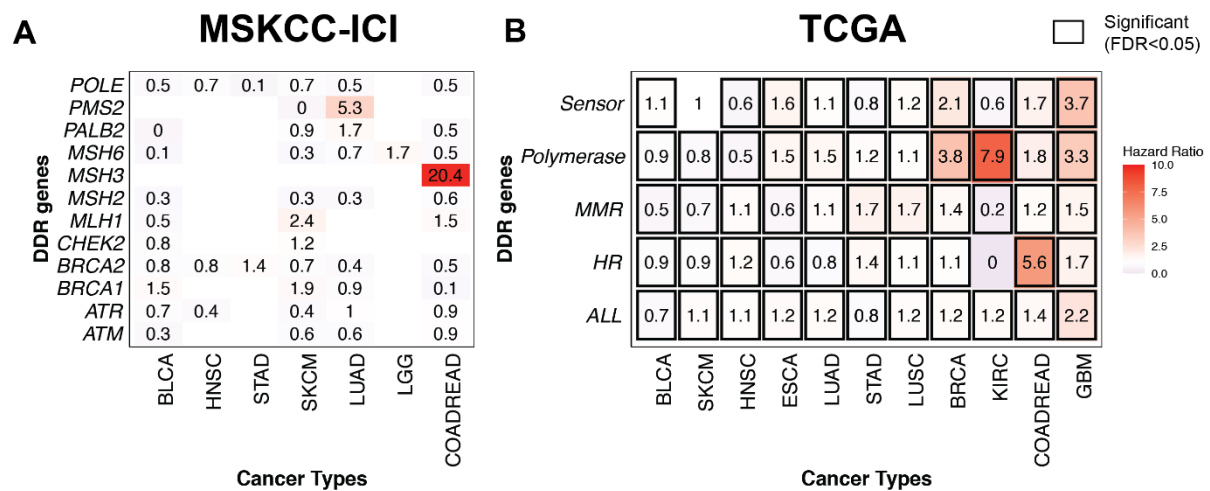 A MSKCC-ICI
DDR genes
POLE 0.5 0.7 0.1 0.7 0.5 0.5
PMS2 0 5.3
PALB2 0 0.9 1.7 0.5
MSH6 0.1 0.3 0.7 1.7 0.5
MSH3 20.4
MSH2 0.3 0.3 0.3 0.6
MLH1 0.5 2.4 1.5
CHEK2 0.8 1.2
BRCA2 0.8 0.8 1.4 0.7 0.4 0.5
BRCA1 1.5 1.9 0.9 0.1
ATR 0.7 0.4 0.4 1 0.9
ATM 0.3 0.6 0.6 0.9
BLCA HNSC STAD SKCM LUAD LGG COADREAD
Cancer Types
B TCGA
Significant
(FDR<0.05)
DDR genes
Sensor 1.1 1 0.6 1.6 1.1 0.8 1.2 2.1 0.6 1.7 3.7
Polymerase 0.9 0.8 0.5 1.5 1.5 1.2 1.1 3.8 7.9 1.8 3.3
MMR 0.5 0.7 1.1 0.6 1.1 1.7 1.7 1.4 0.2 1.2 1.5
HR 0.9 0.9 1.2 0.6 0.8 1.4 1.1 1.1 0 5.6 1.7
ALL 0.7 1.1 1.1 1.2 1.2 0.8 1.2 1.2 1.2 1.4 2.2
BLCA SKCM HNSC ESCA LUAD STAD LUSC BRCA KIRC COADREAD GBM
Cancer Types
Hazard Ratio
10.0
7.5
5.0
2.5
0.0